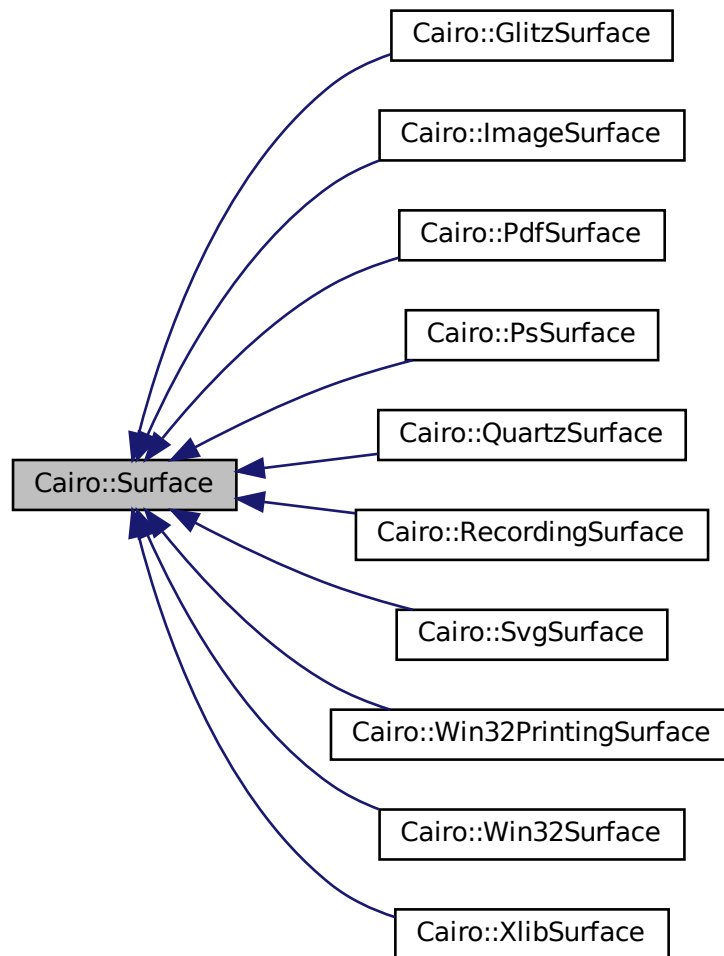 Cairo::GlitzSurface
Cairo::ImageSurface
Cairo::PdfSurface
Cairo::PsSurface
Cairo::QuartzSurface
Cairo::Surface
Cairo::RecordingSurface
Cairo::SvgSurface
Cairo::Win32PrintingSurface
Cairo::Win32Surface
Cairo::XlibSurface